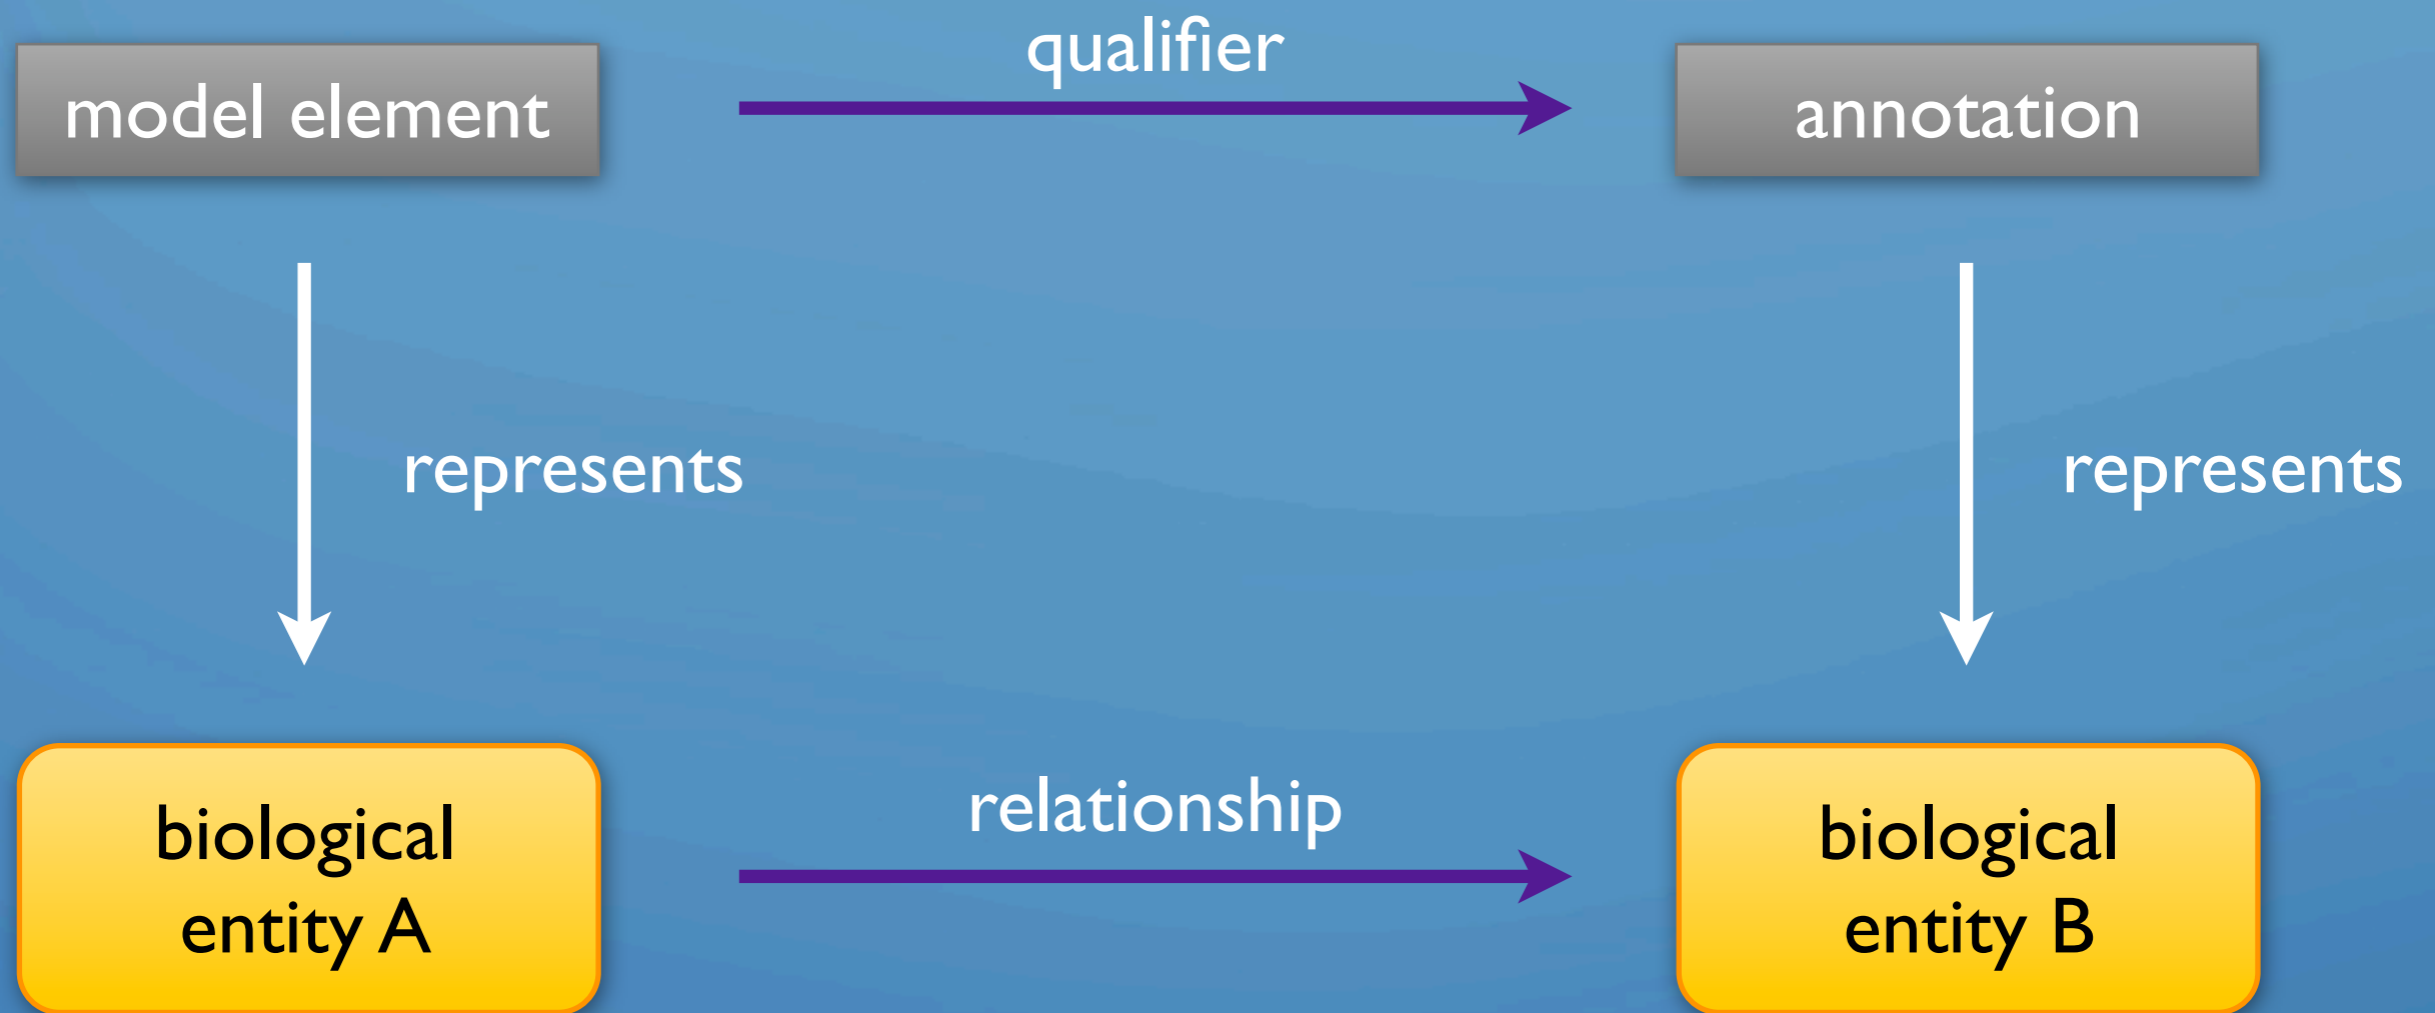 qualifier
model element
annotation
represents
represents
relationship
biological
entity A
biological
entity B